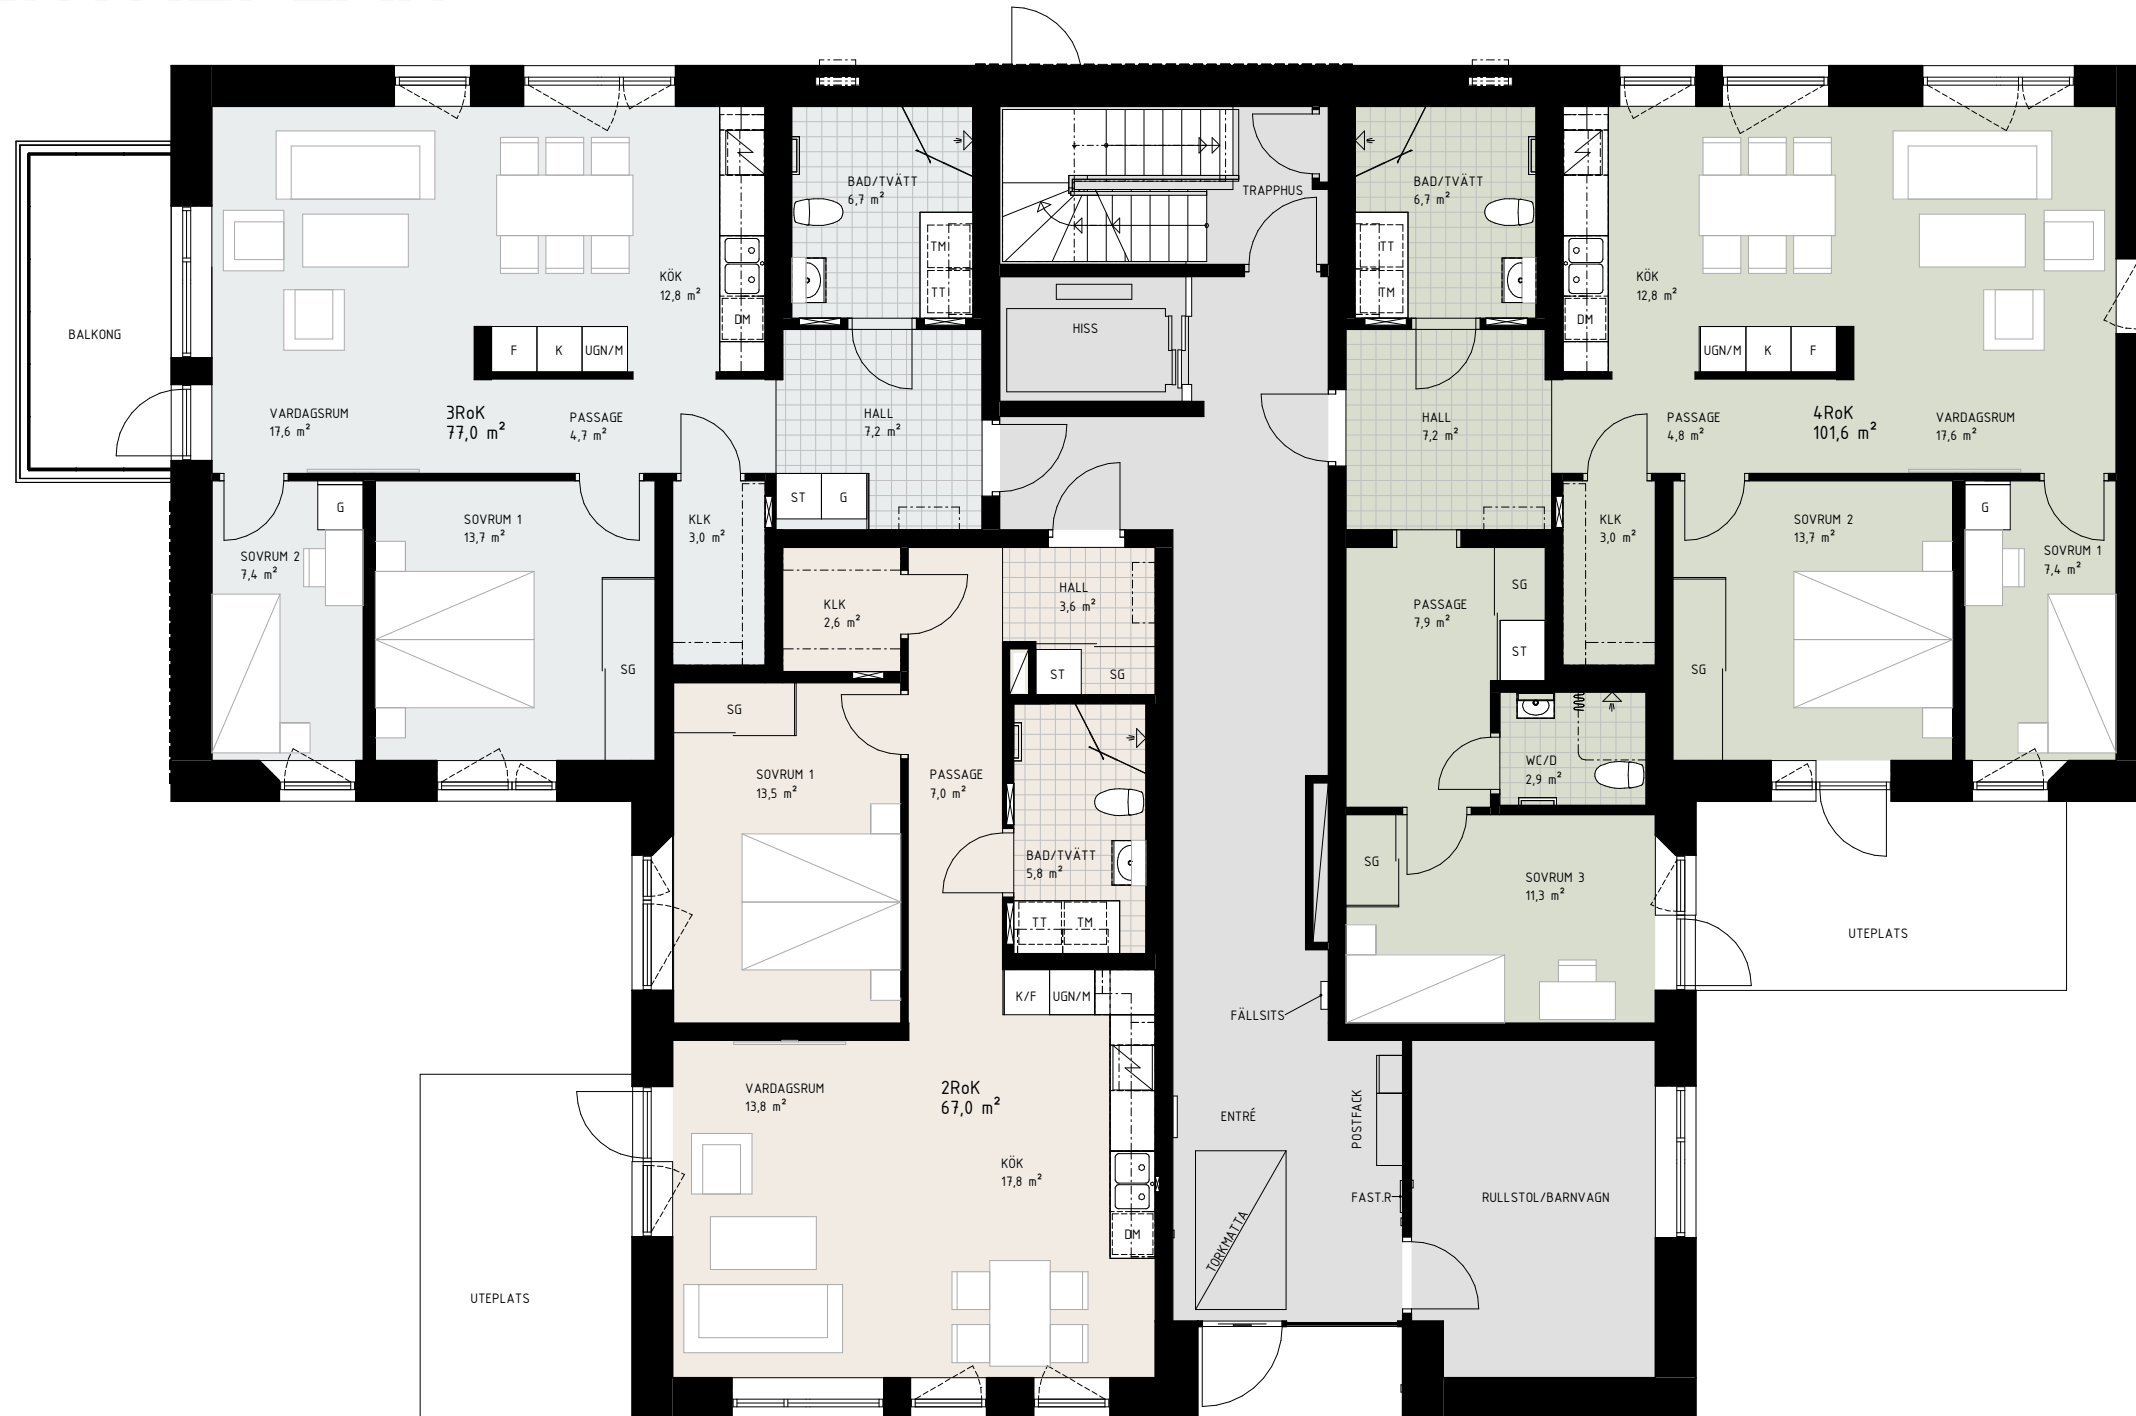 BALKONG
VARDAGSRUM
17,6 m²
3RoK
77,0 m²
PASSAGE
4,7 m²
KÖK
12,8 m²
F
K
UGN/M
DM
BAD/TVÄTT
6,7 m²
TM
TT
HALL
7,2 m²
ST
G
G
SOVRUM 2
7,4 m²
SOVRUM 1
13,7 m²
SG
KLK
3,0 m²
TRAPPHUS
HISS
BAD/TVÄTT
6,7 m²
TT
TM
HALL
7,2 m²
KÖK
12,8 m²
DM
UGN/M
K
F
PASSAGE
4,8 m²
4RoK
101,6 m²
VARDAGSRUM
17,6 m²
KLK
3,0 m²
SOVRUM 2
13,7 m²
SG
G
SOVRUM 1
7,4 m²
PASSAGE
7,9 m²
SG
ST
WC/D
2,9 m²
SG
SOVRUM 3
11,3 m²
UTEPLATS
KLK
2,6 m²
HALL
3,6 m²
ST
SG
SG
SOVRUM 1
13,5 m²
PASSAGE
7,0 m²
BAD/TVÄTT
5,8 m²
TT
TM
K/F
UGN/M
VARDAGSRUM
13,8 m²
2RoK
67,0 m²
KÖK
17,8 m²
DM
UTEPLATS
FÄLLSITS
ENTRÉ
POSTFACK
FAST.R
TORKMATTA
RULLSTOL/BARNVAGN